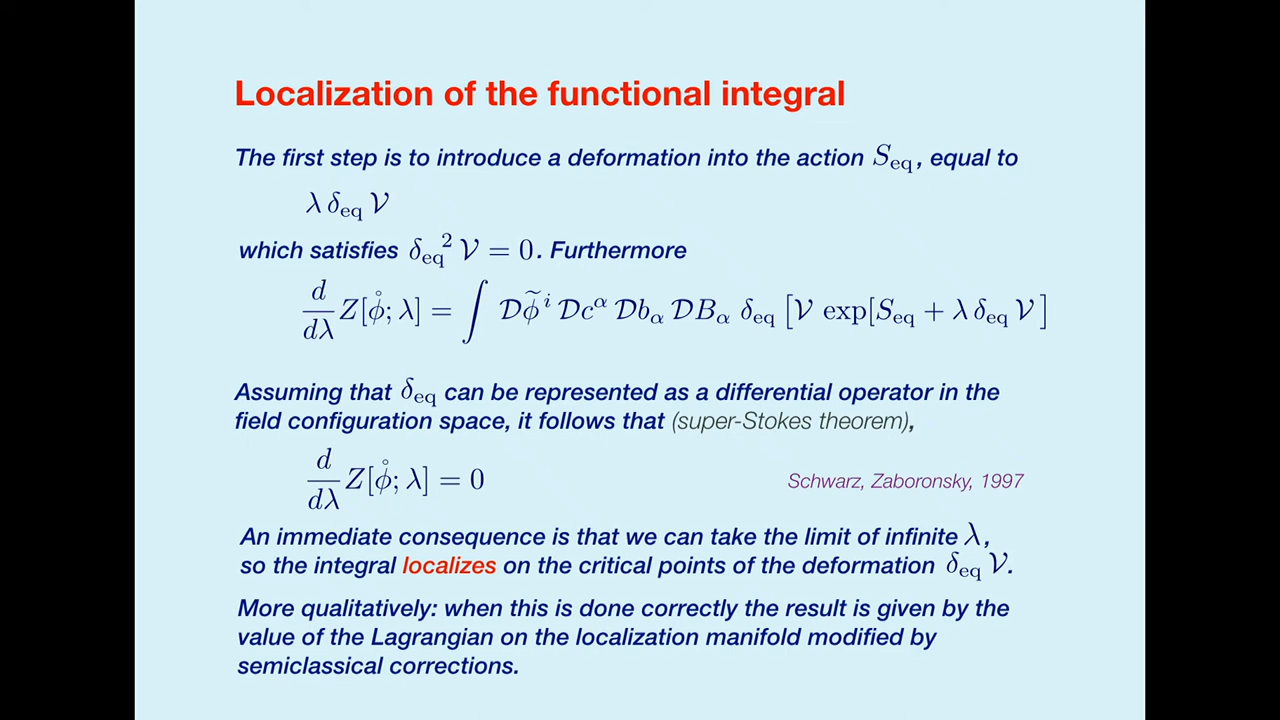 Localization of the functional integral
The first step is to introduce a deformation into the action S_eq, equal to
λ δ_eq 𝒱
which satisfies δ_eq² 𝒱 = 0. Furthermore
d/dλ Z[φ̊; λ] = ∫ 𝒟φ̃^i 𝒟c^α 𝒟b_α 𝒟B_α δ_eq [𝒱 exp[S_eq + λ δ_eq 𝒱 ]
Assuming that δ_eq can be represented as a differential operator in the
field configuration space, it follows that (super-Stokes theorem),
d/dλ Z[φ̊; λ] = 0 Schwarz, Zaboronsky, 1997
An immediate consequence is that we can take the limit of infinite λ,
so the integral localizes on the critical points of the deformation δ_eq 𝒱.
More qualitatively: when this is done correctly the result is given by the
value of the Lagrangian on the localization manifold modified by
semiclassical corrections.